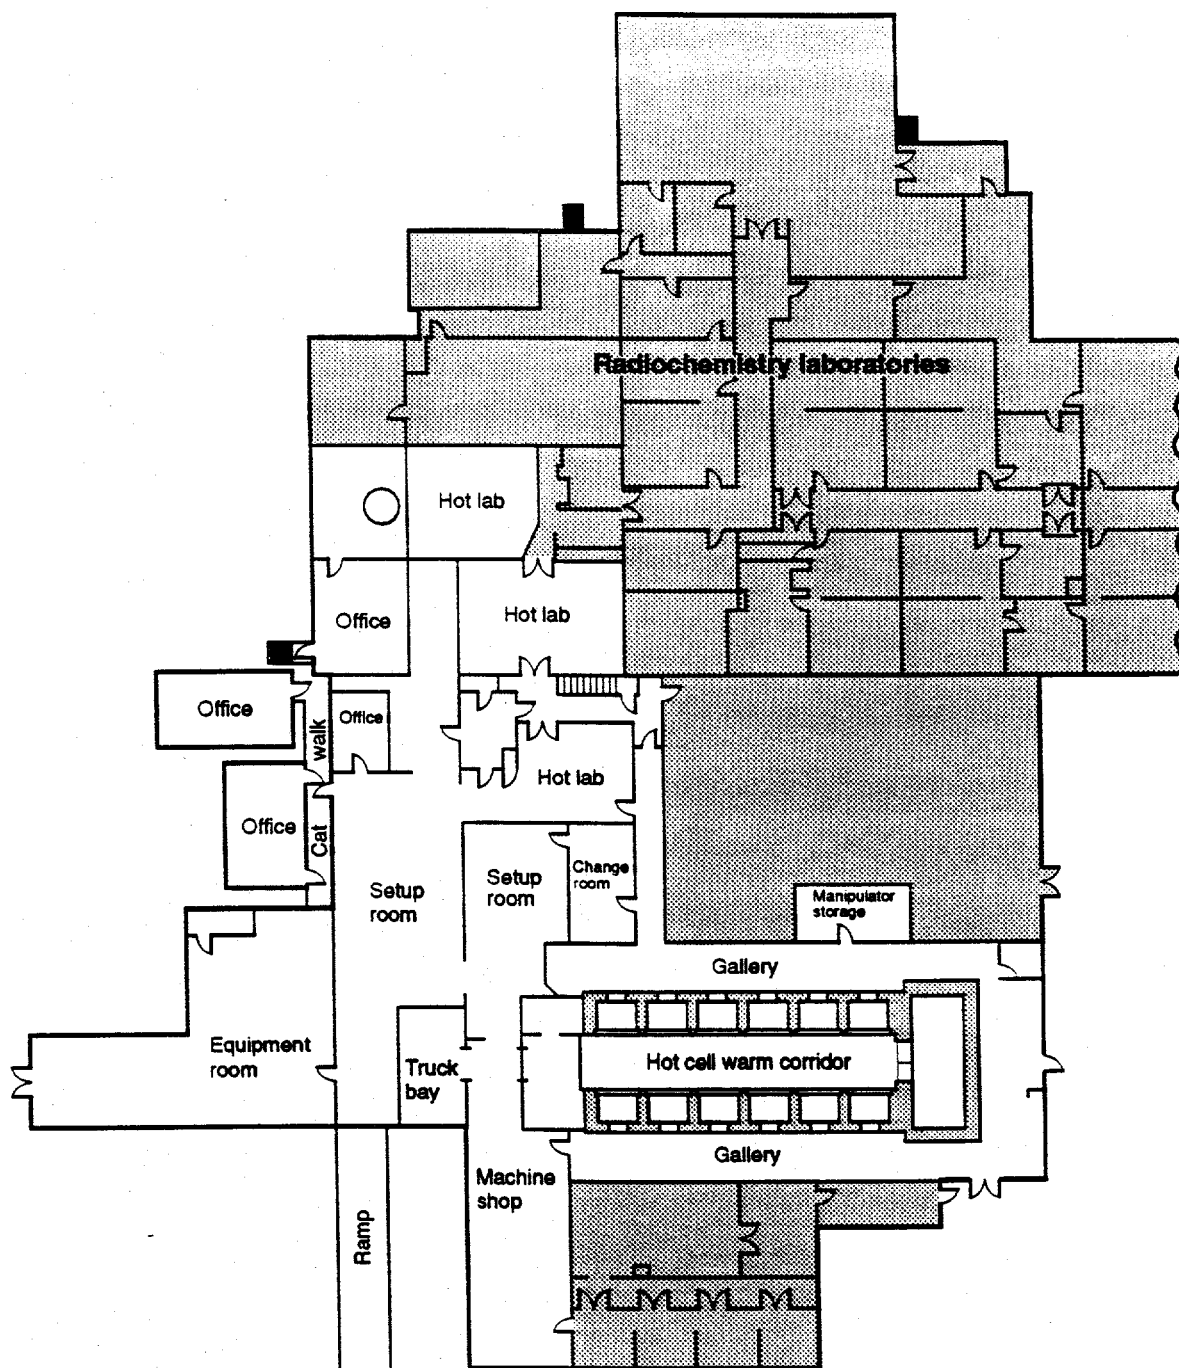 Radiochemistry laboratories
Hot lab
Office
Hot lab
Office
walk
Office
Hot lab
Office
Cat
Setup
room
Setup
room
Change
room
Manipulator
storage
Gallery
Equipment
room
Truck
bay
Hot cell warm corridor
Gallery
Machine
shop
Ramp